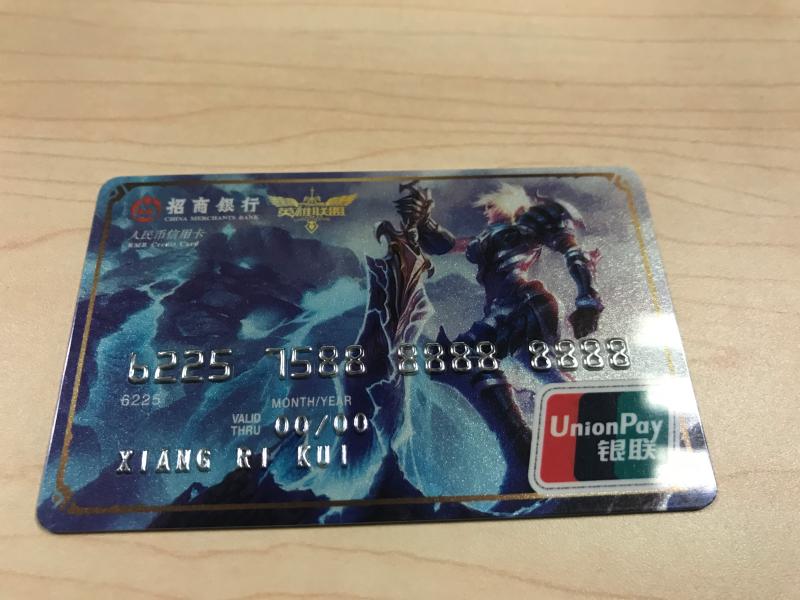 招商银行
CHINA MERCHANTS BANK
英雄联盟
人民币信用卡
RMB Credit Card
6225 7588 8888 8888
6225
MONTH/YEAR
VALID THRU 00/00
XIANG RI KUI
UnionPay
银联